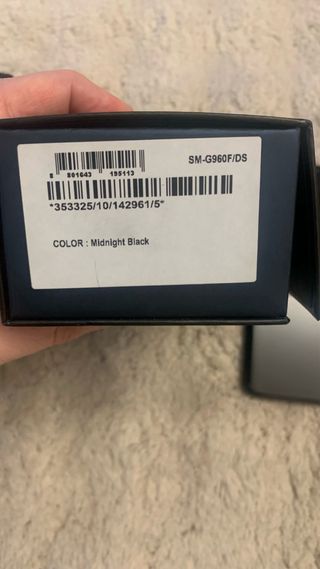 SM-G960F/DS
8 801643 195113
*353325/10/142961/5*
COLOR : Midnight Black